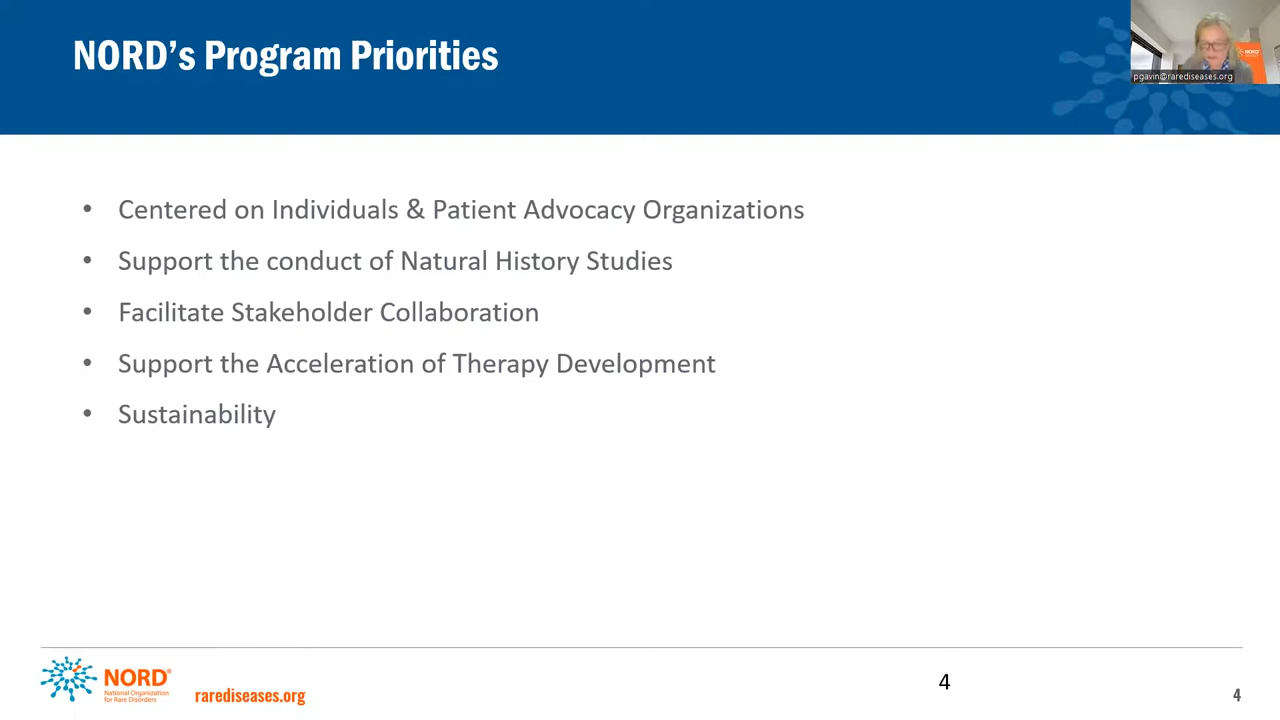 NORD's Program Priorities
NORD
pgavin@rarediseases.org
• Centered on Individuals & Patient Advocacy Organizations
• Support the conduct of Natural History Studies
• Facilitate Stakeholder Collaboration
• Support the Acceleration of Therapy Development
• Sustainability
NORD®
National Organization
for Rare Disorders
rarediseases.org
4
4